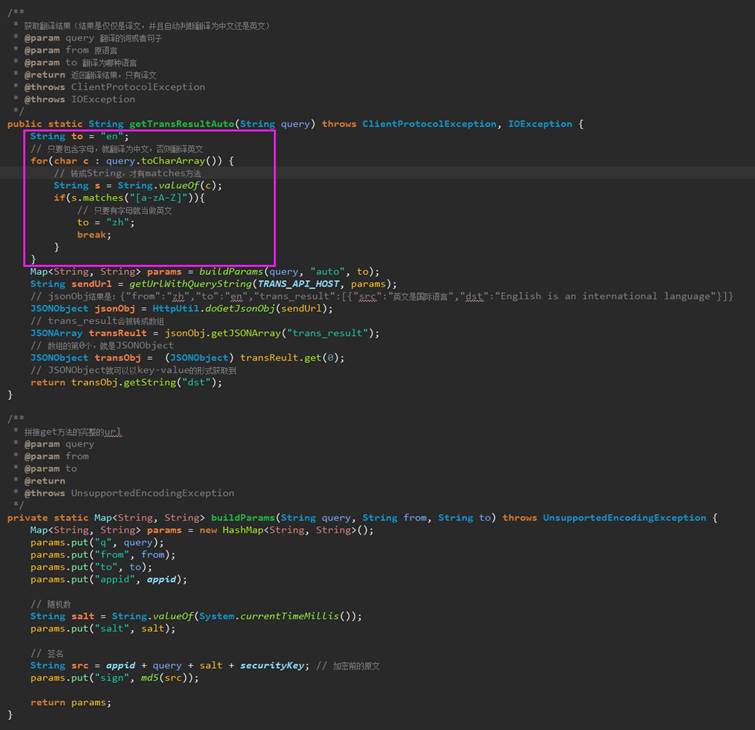 /**
 * 获取翻译结果（结果是仅仅是译文，并且自动判断翻译为中文还是英文）
 * @param query 翻译的词或者句子
 * @param from 原语言
 * @param to 翻译为哪种语言
 * @return 返回翻译结果，只有译文
 * @throws ClientProtocolException
 * @throws IOException
 */
public static String getTransResultAuto(String query) throws ClientProtocolException, IOException {
    String to = "en";
    // 只要包含字母，就翻译为中文，否则翻译英文
    for(char c : query.toCharArray()) {
        // 转成String，才有matches方法
        String s = String.valueOf(c);
        if(s.matches("[a-zA-Z]")){
            // 只要有字母就当做英文
            to = "zh";
            break;
        }
    }
    Map<String, String> params = buildParams(query, "auto", to);
    String sendUrl = getUrlWithQueryString(TRANS_API_HOST, params);
    // jsonObj结果是：{"from":"zh","to":"en","trans_result":[{"src":"英文是国际语言","dst":"English is an international language"}]}
    JSONObject jsonObj = HttpUtil.doGetJsonObj(sendUrl);
    // trans_result会被转成数组
    JSONArray transReult = jsonObj.getJSONArray("trans_result");
    // 数组的第0个，就是JSONObject
    JSONObject transObj =  (JSONObject) transReult.get(0);
    // JSONObject就可以以key-value的形式获取到
    return transObj.getString("dst");
}
/**
 * 拼接get方法的完整的url
 * @param query
 * @param from
 * @param to
 * @return
 * @throws UnsupportedEncodingException
 */
private static Map<String, String> buildParams(String query, String from, String to) throws UnsupportedEncodingException {
    Map<String, String> params = new HashMap<String, String>();
    params.put("q", query);
    params.put("from", from);
    params.put("to", to);
    params.put("appid", appid);
    // 随机数
    String salt = String.valueOf(System.currentTimeMillis());
    params.put("salt", salt);
    // 签名
    String src = appid + query + salt + securityKey; // 加密前的原文
    params.put("sign", md5(src));
    return params;
}